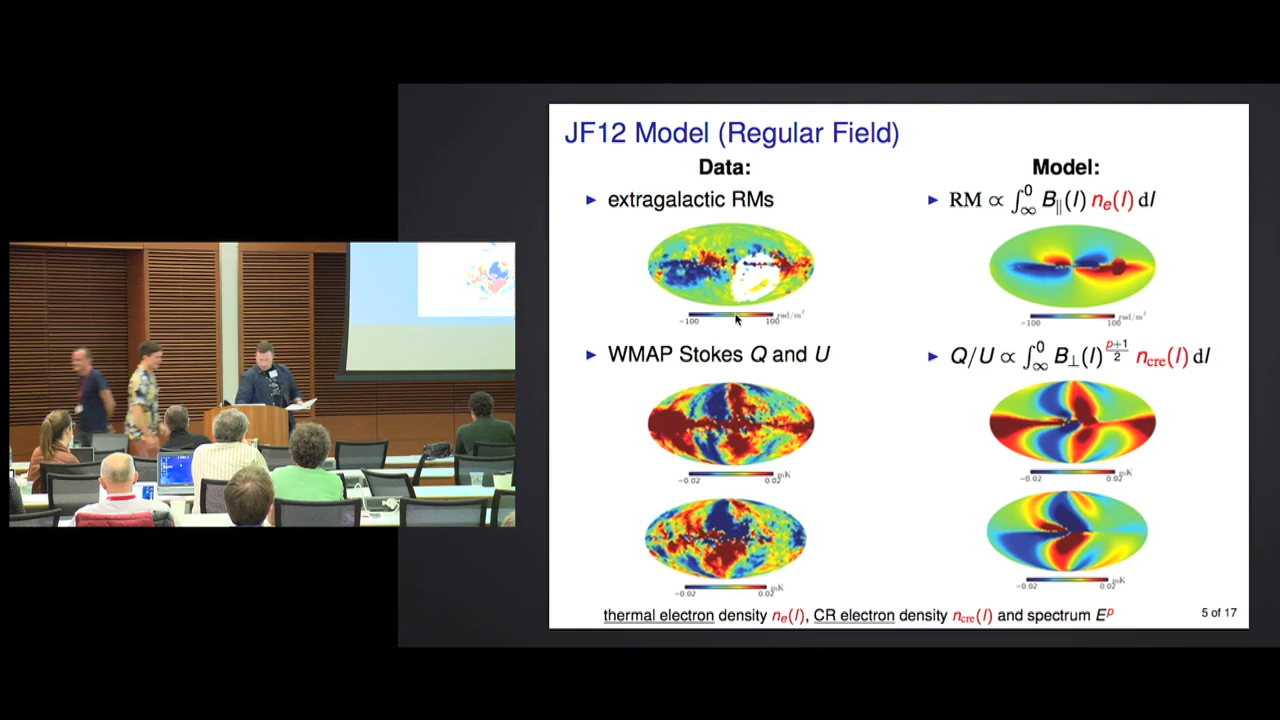 JF12 Model (Regular Field)
Data:
▶ extragalactic RMs
−100 100 rad/m²
▶ WMAP Stokes Q and U
−0.02 0.02 mK
−0.02 0.02 mK
Model:
▶ RM ∝ ∫₀^∞ B∥(l) nₑ(l) dl
−100 100 rad/m²
▶ Q/U ∝ ∫₀^∞ B⊥(l)^((p+1)/2) n_cre(l) dl
−0.02 0.02 mK
−0.02 0.02 mK
thermal electron density nₑ(l), CR electron density n_cre(l) and spectrum Eᵖ
5 of 17